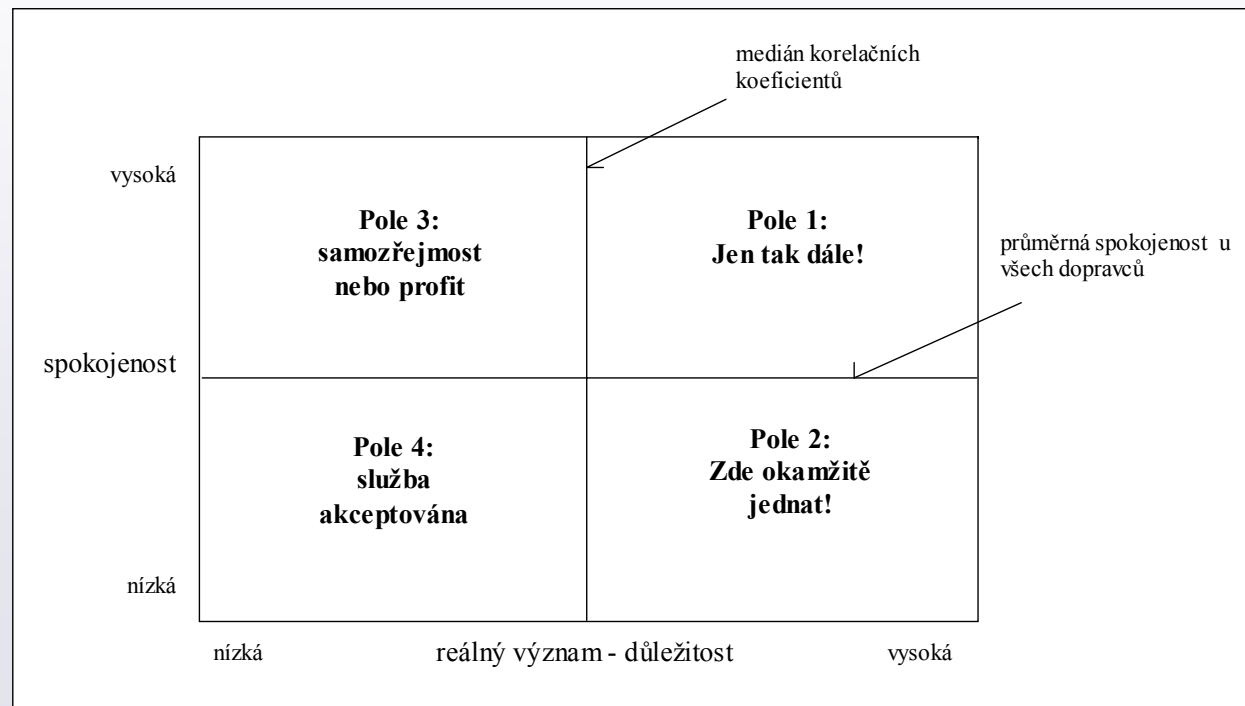 medián korelačních
koeficientů
vysoká
Pole 3:
samozřejmost
nebo profit
Pole 1:
Jen tak dále!
průměrná spokojenost u
všech dopravců
spokojenost
Pole 4:
služba
akceptována
Pole 2:
Zde okamžitě
jednat!
nízká
nízká
reálný význam - důležitost
vysoká